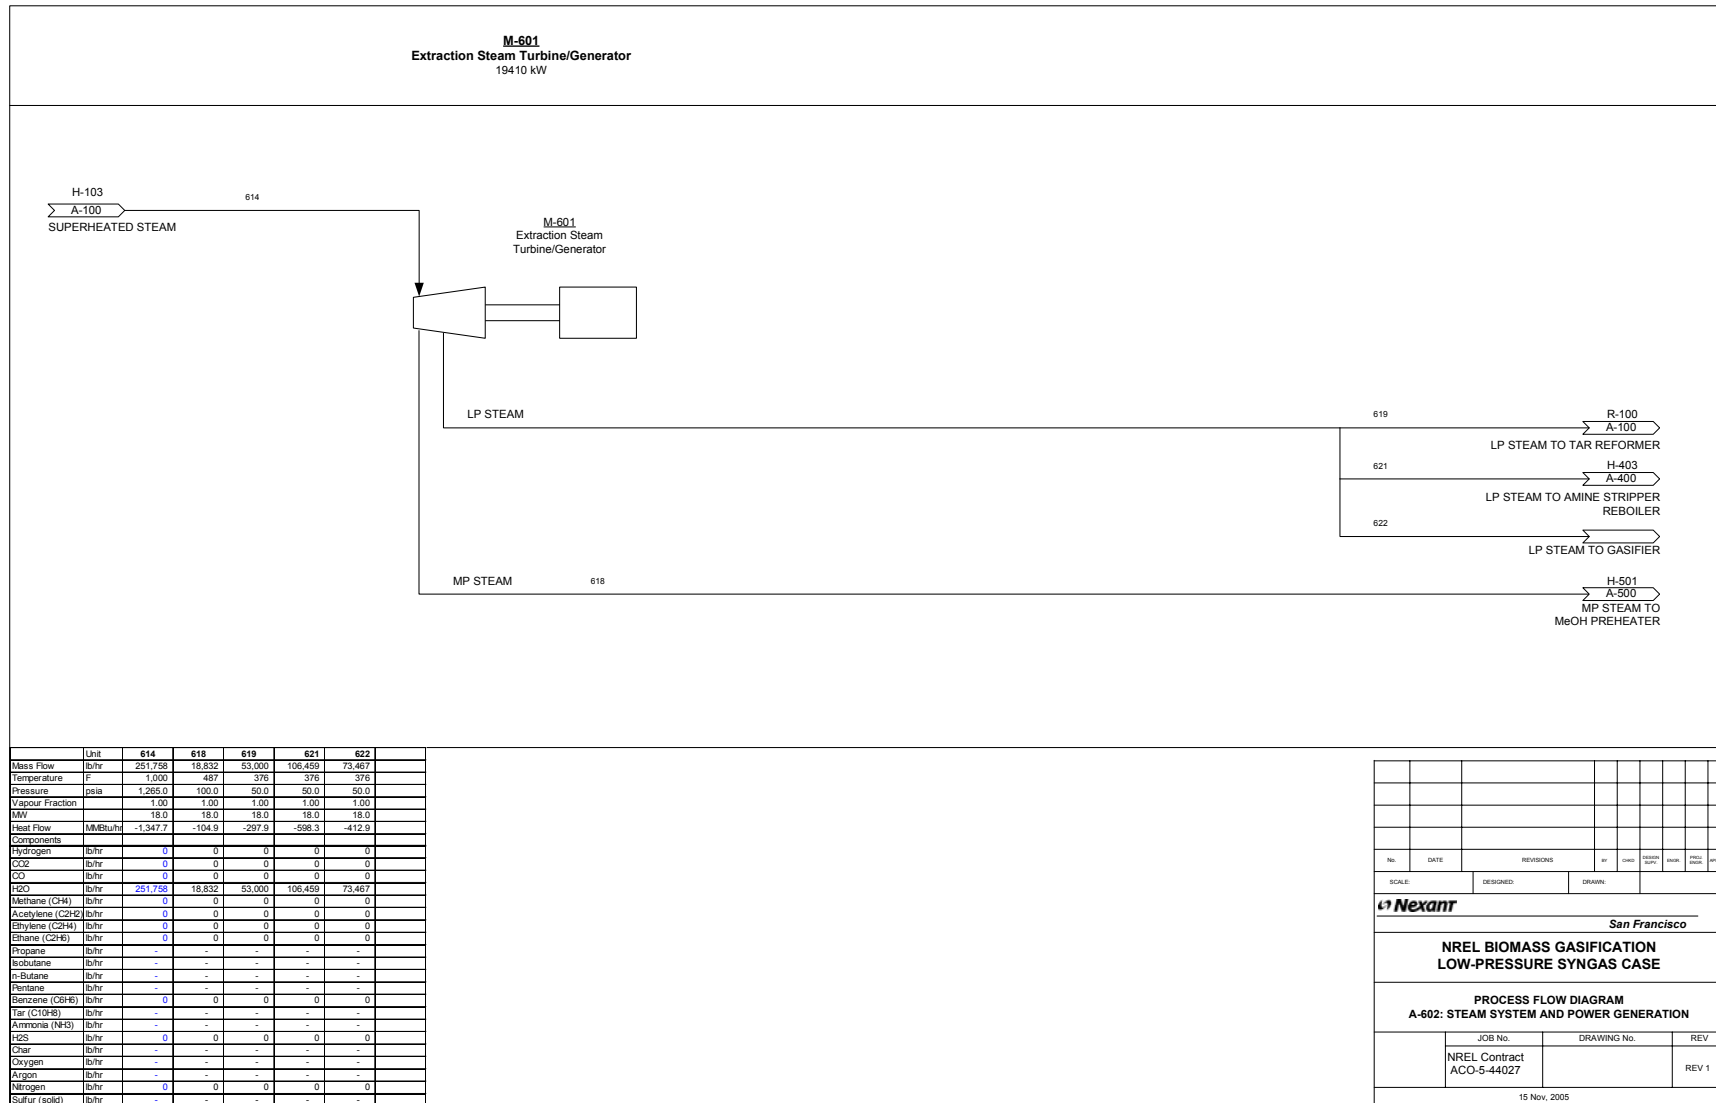 M-601
Extraction Steam Turbine/Generator
19410 kW
H-103
A-100
SUPERHEATED STEAM
614
M-601
Extraction Steam
Turbine/Generator
LP STEAM
619
R-100
A-100
LP STEAM TO TAR REFORMER
621
H-403
A-400
LP STEAM TO AMINE STRIPPER
REBOILER
622
LP STEAM TO GASIFIER
MP STEAM
618
H-501
A-500
MP STEAM TO
MeOH PREHEATER
Unit 614 618 619 621 622
Mass Flow lb/hr 251,758 18,832 53,000 106,459 73,467
Temperature F 1,000 487 376 376 376
Pressure psia 1,265.0 100.0 50.0 50.0 50.0
Vapour Fraction 1.00 1.00 1.00 1.00 1.00
MW 18.0 18.0 18.0 18.0 18.0
Heat Flow MMBtu/hr -1,347.7 -104.9 -297.9 -598.3 -412.9
Components
Hydrogen lb/hr 0 0 0 0 0
CO2 lb/hr 0 0 0 0 0
CO lb/hr 0 0 0 0 0
H2O lb/hr 251,758 18,832 53,000 106,459 73,467
Methane (CH4) lb/hr 0 0 0 0 0
Acetylene (C2H2) lb/hr 0 0 0 0 0
Ethylene (C2H4) lb/hr 0 0 0 0 0
Ethane (C2H6) lb/hr 0 0 0 0 0
Propane lb/hr - - - - -
Isobutane lb/hr - - - - -
n-Butane lb/hr - - - - -
Pentane lb/hr - - - - -
Benzene (C6H6) lb/hr 0 0 0 0 0
Tar (C10H8) lb/hr - - - - -
Ammonia (NH3) lb/hr - - - - -
H2S lb/hr 0 0 0 0 0
Char lb/hr - - - - -
Oxygen lb/hr - - - - -
Argon lb/hr - - - - -
Nitrogen lb/hr 0 0 0 0 0
Sulfur (solid) lb/hr - - - - -
No. DATE REVISIONS BY CHKD DESIGN SUPV. ENGR. PROJ. ENGR.
SCALE: DESIGNED: DRAWN:
Nexant
San Francisco
NREL BIOMASS GASIFICATION
LOW-PRESSURE SYNGAS CASE
PROCESS FLOW DIAGRAM
A-602: STEAM SYSTEM AND POWER GENERATION
JOB No. DRAWING No. REV
NREL Contract
ACO-5-44027
REV 1
15 Nov, 2005